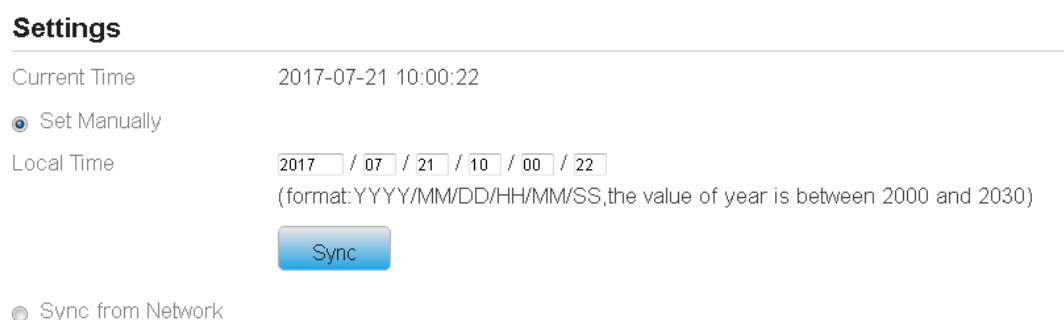 Settings
Current Time 2017-07-21 10:00:22
Set Manually
Local Time 2017 / 07 / 21 / 10 / 00 / 22
(format:YYYY/MM/DD/HH/MM/SS,the value of year is between 2000 and 2030)
Sync
Sync from Network